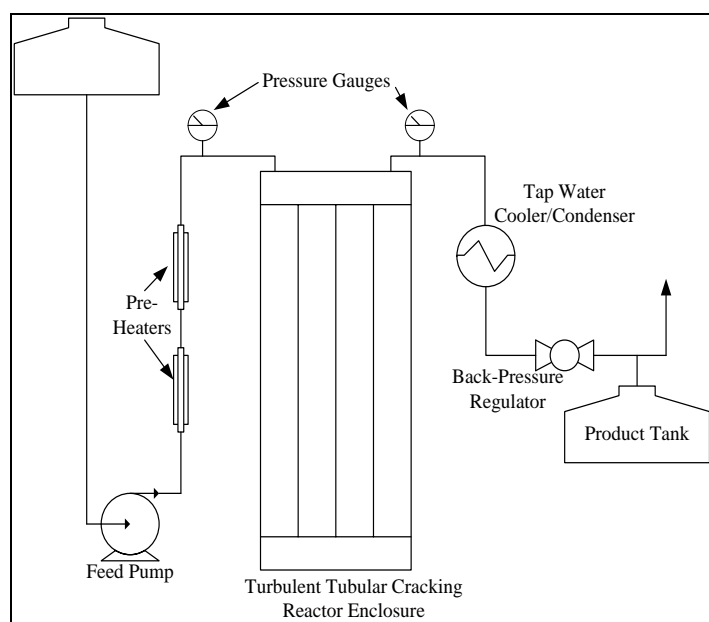 Pressure Gauges
Tap Water
Cooler/Condenser
Pre-
Heaters
Back-Pressure
Regulator
Product Tank
Feed Pump
Turbulent Tubular Cracking
Reactor Enclosure